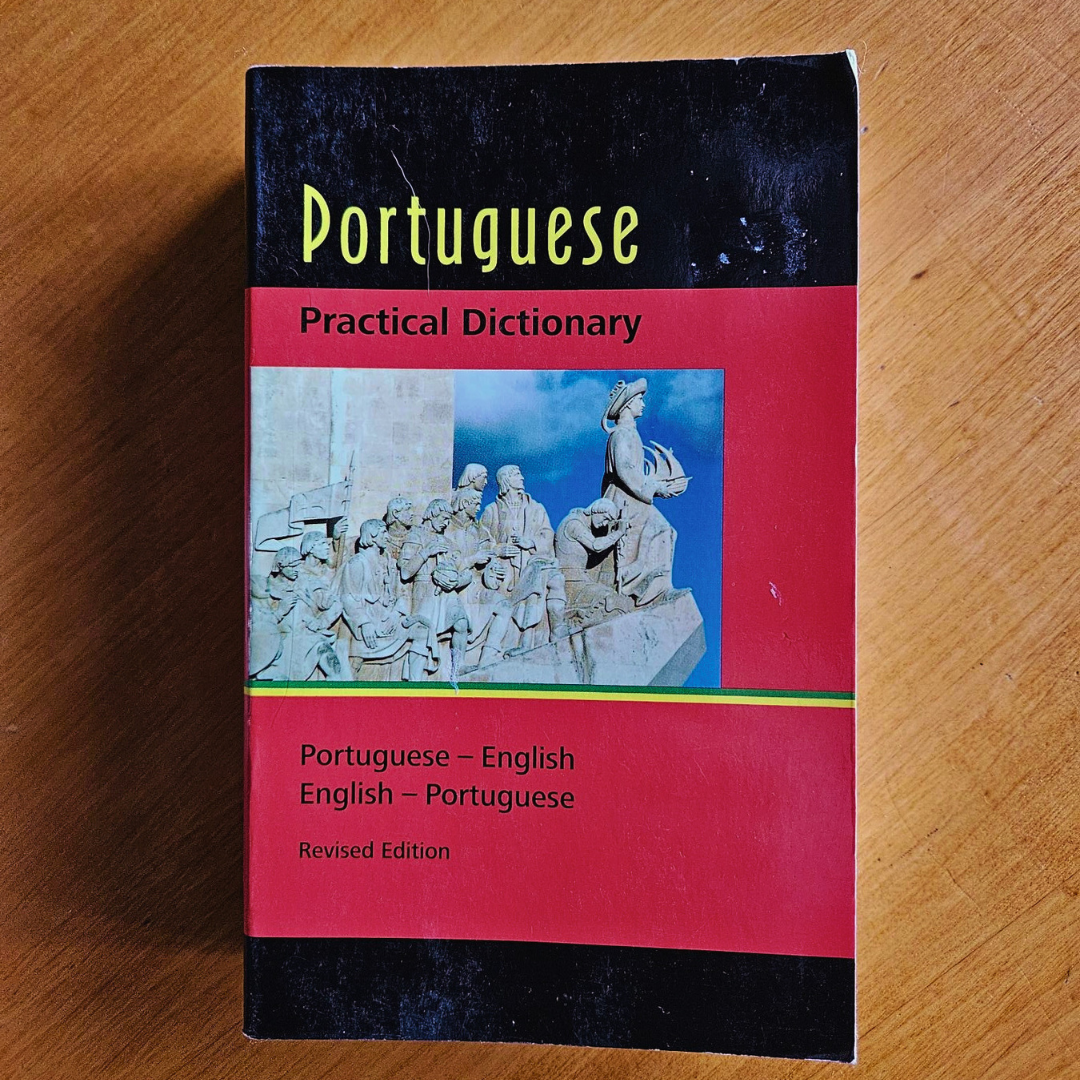 Portuguese
Practical Dictionary
Portuguese – English
English – Portuguese
Revised Edition